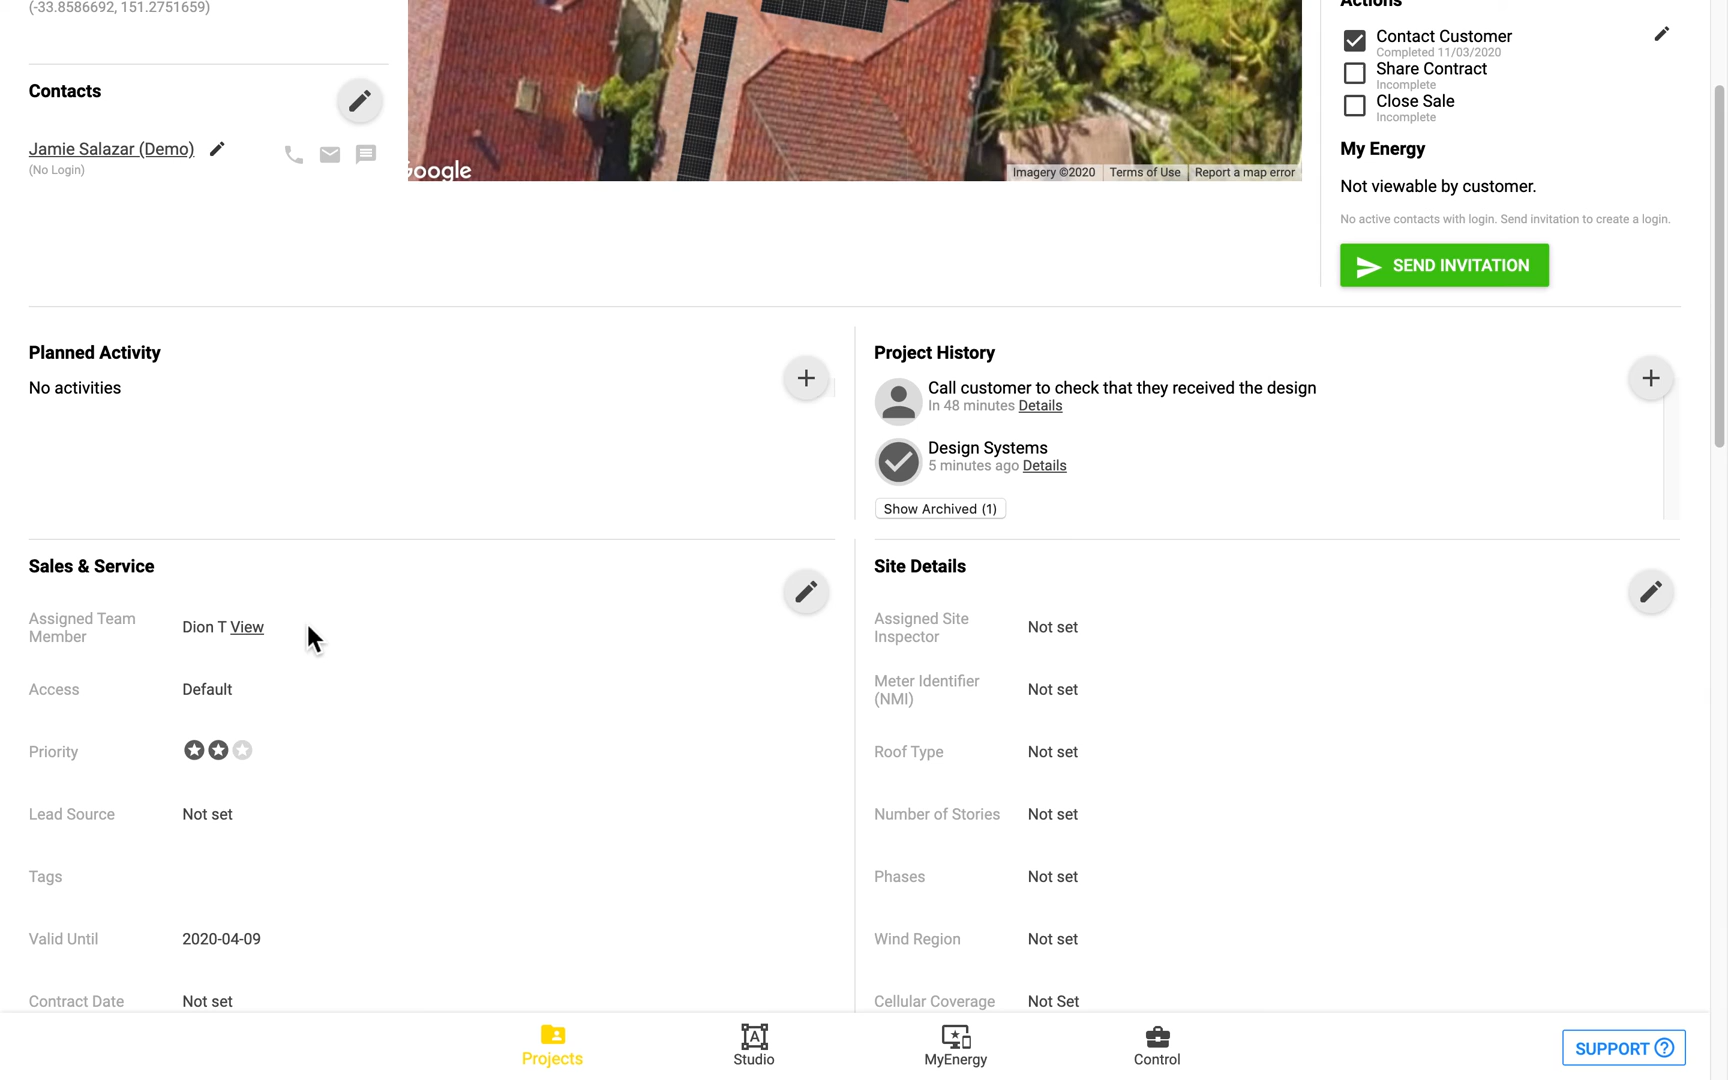 (-33.8586692, 151.2751659)
Contacts
Jamie Salazar (Demo)
(No Login)
Google
Imagery ©2020
Terms of Use
Report a map error
Actions
Contact Customer
Completed 11/03/2020
Share Contract
Incomplete
Close Sale
Incomplete
My Energy
Not viewable by customer.
No active contacts with login. Send invitation to create a login.
SEND INVITATION
Planned Activity
No activities
Project History
Call customer to check that they received the design
In 48 minutes Details
Design Systems
5 minutes ago Details
Show Archived (1)
Sales & Service
Assigned Team
Member
Dion T View
Access
Default
Priority
Lead Source
Not set
Tags
Valid Until
2020-04-09
Contract Date
Not set
Site Details
Assigned Site
Inspector
Not set
Meter Identifier
(NMI)
Not set
Roof Type
Not set
Number of Stories
Not set
Phases
Not set
Wind Region
Not set
Cellular Coverage
Not Set
Projects
Studio
MyEnergy
Control
SUPPORT